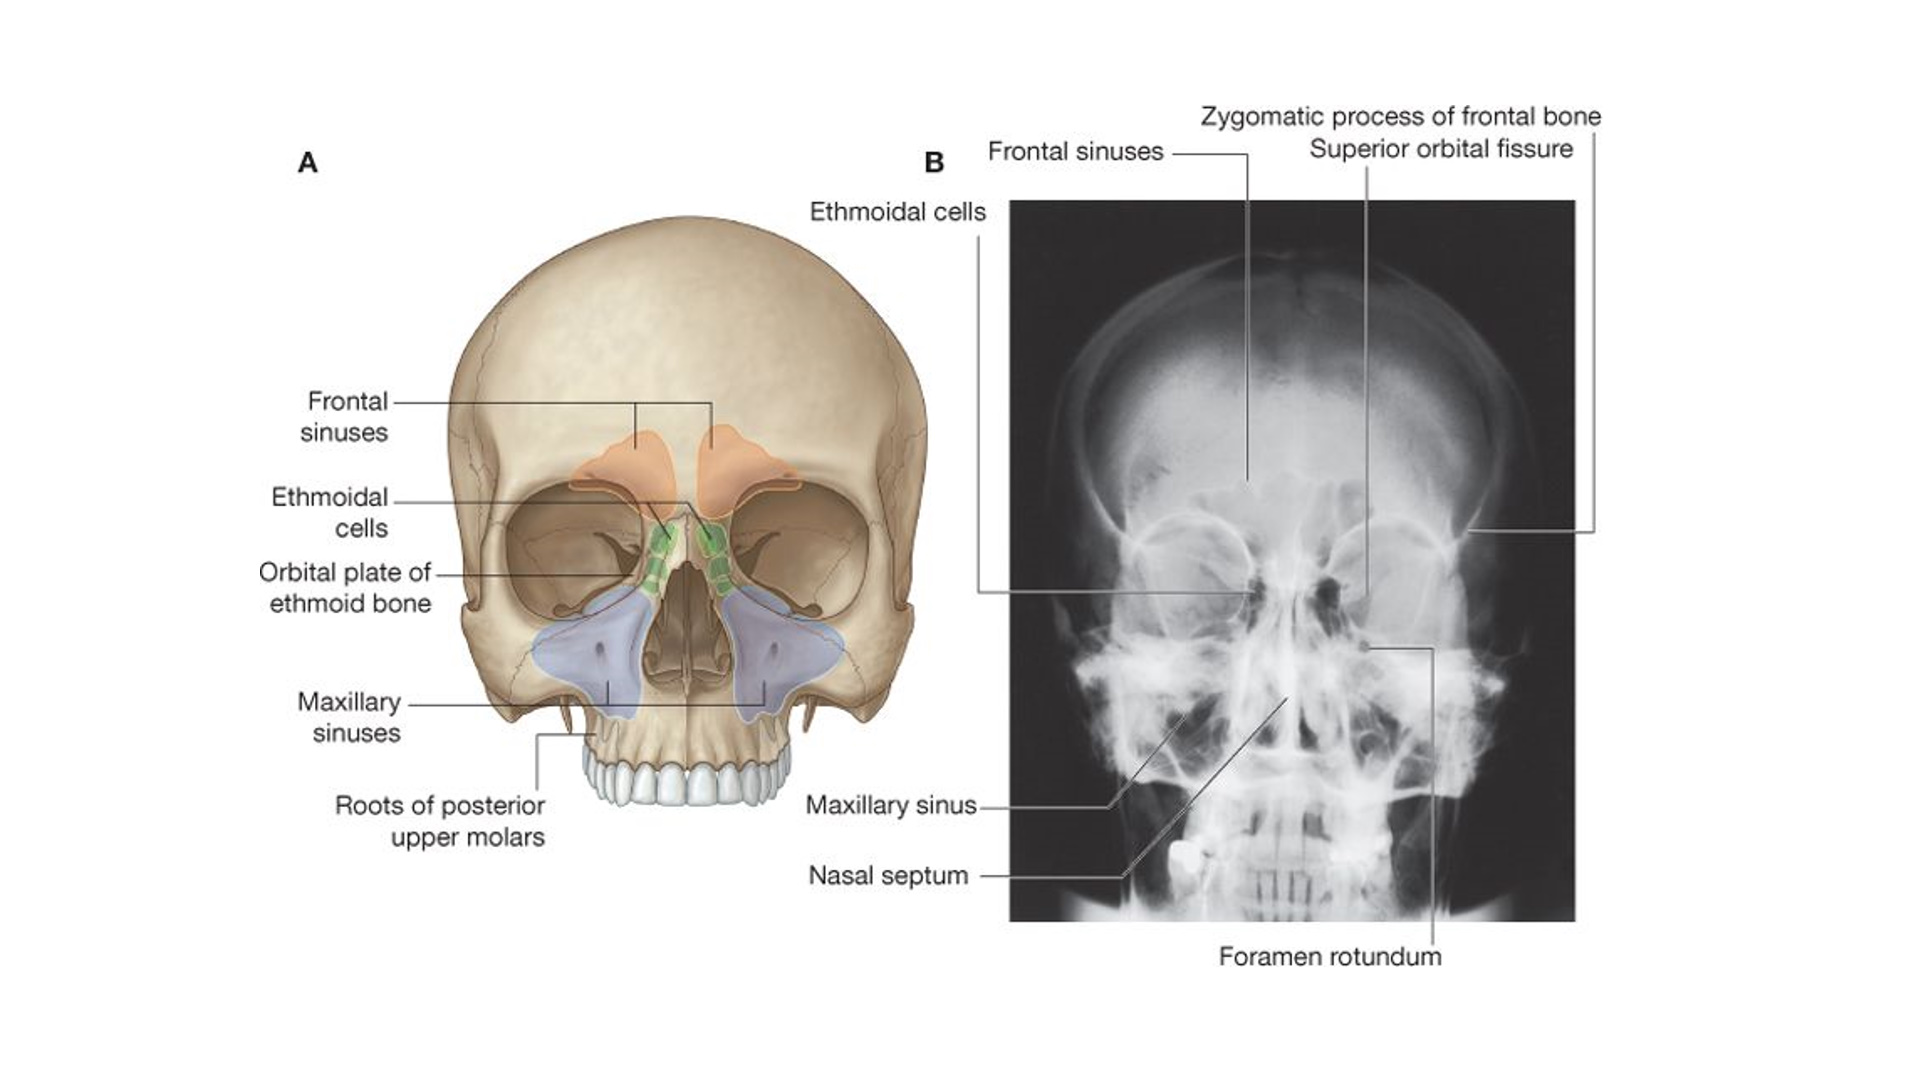 A
Frontal
sinuses
Ethmoidal
cells
Orbital plate of
ethmoid bone
Maxillary
sinuses
Roots of posterior
upper molars
B
Zygomatic process of frontal bone
Frontal sinuses
Superior orbital fissure
Ethmoidal cells
Maxillary sinus
Nasal septum
Foramen rotundum